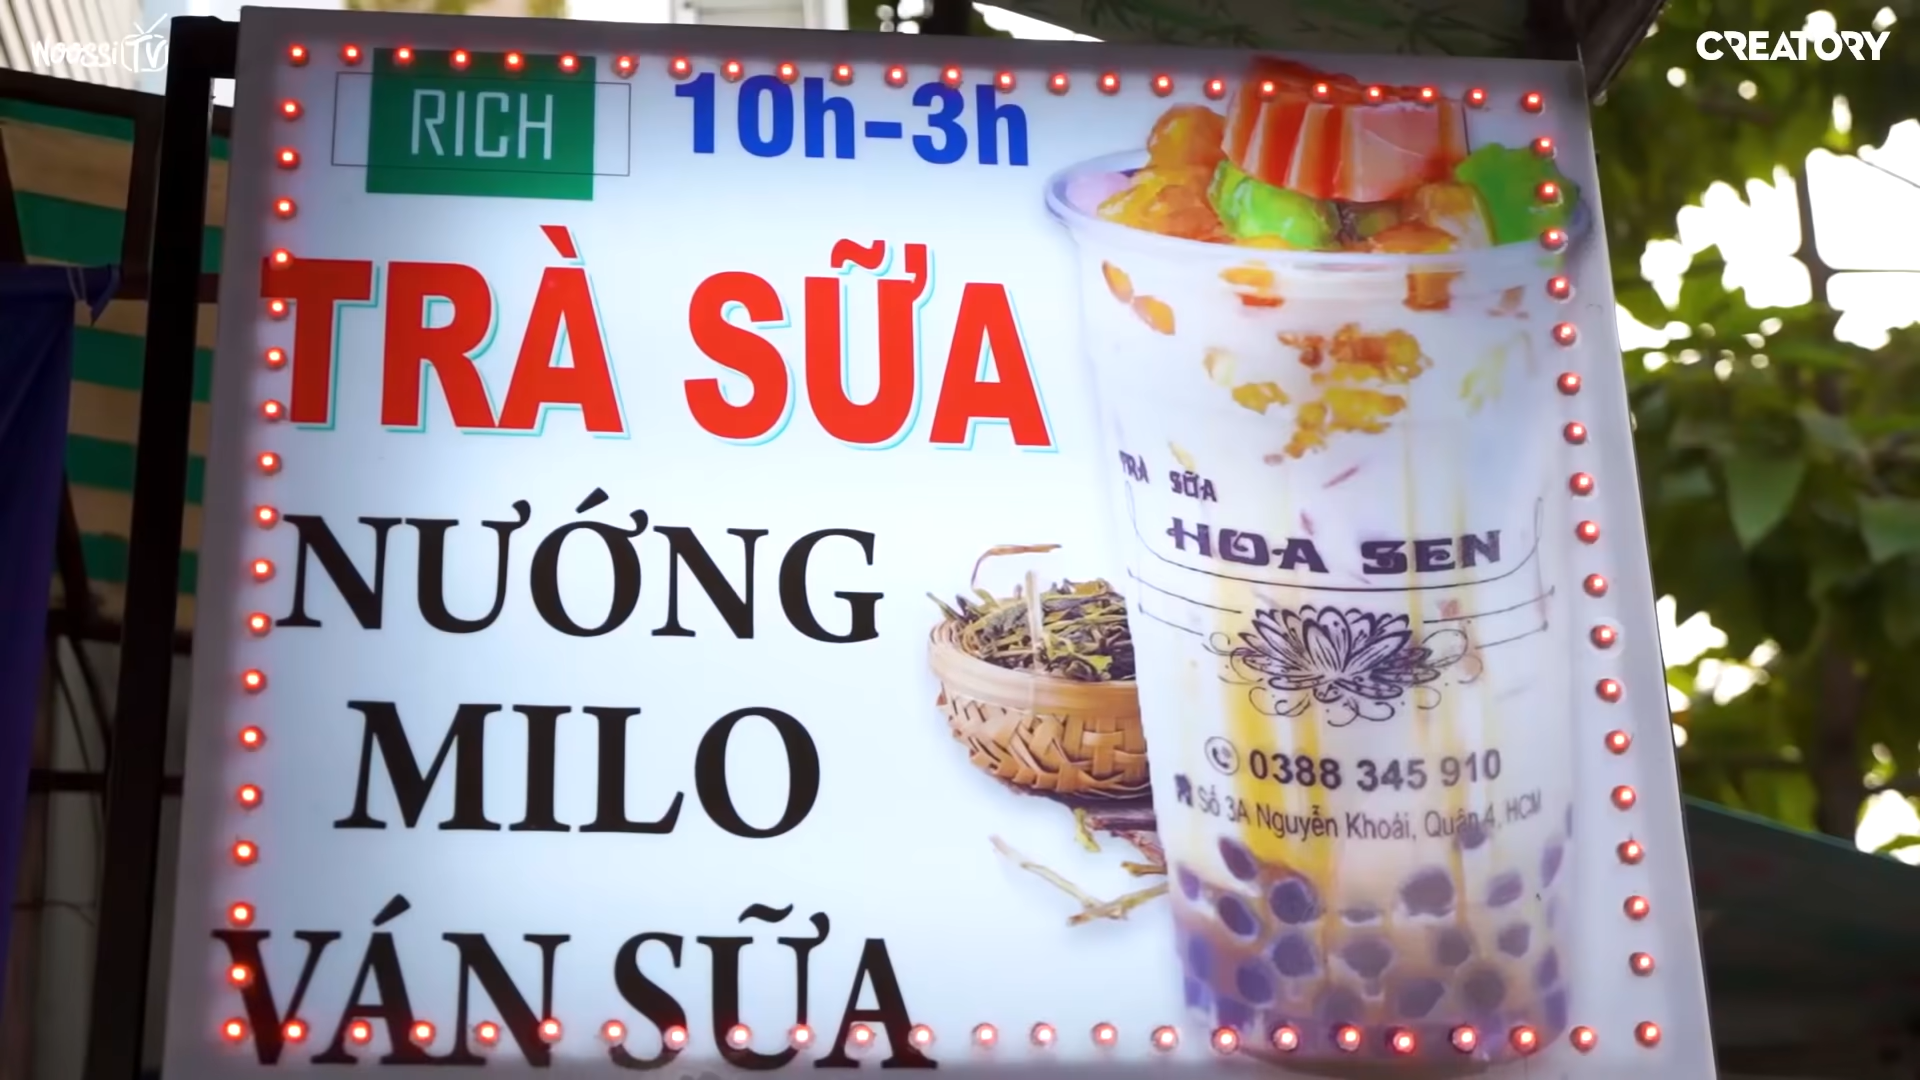 NOOSSI TV
CREATORY
RICH
10h-3h
TRÀ SỮA
NƯỚNG
MILO
VÁN SỮA
TRÀ SỮA
HOA SEN
0388 345 910
Số 3A Nguyễn Khoái, Quận 4, HCM